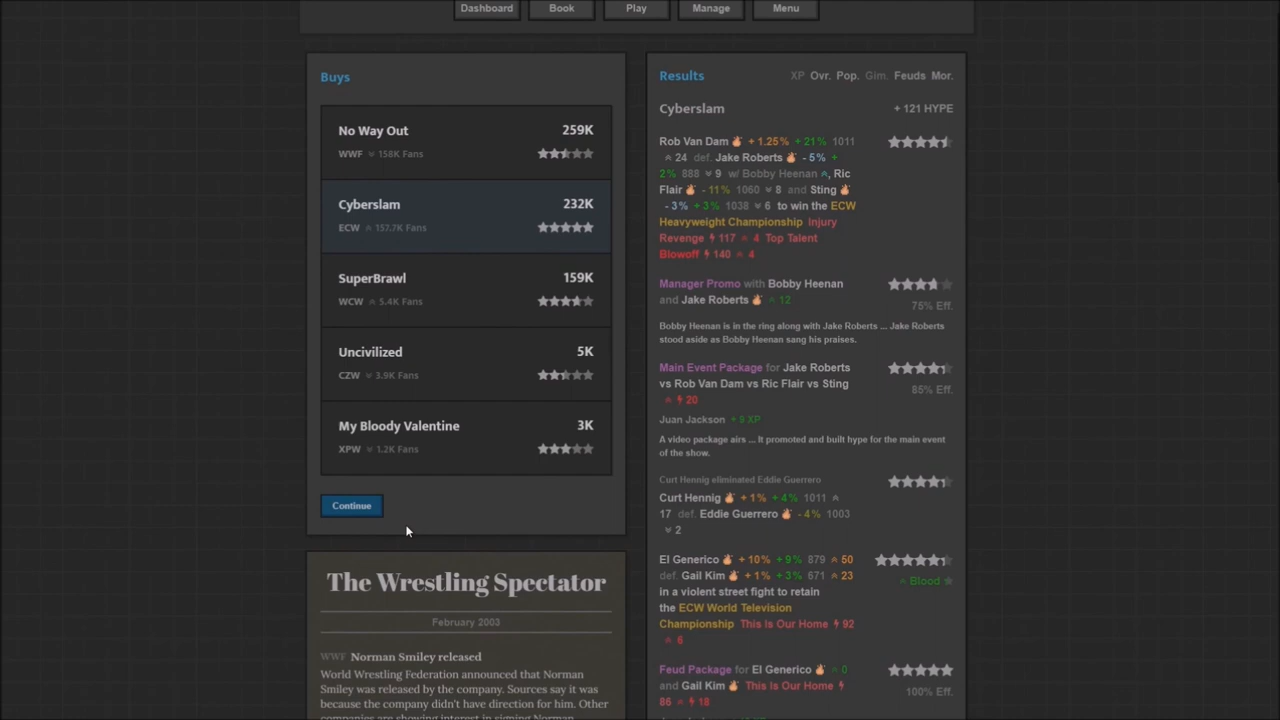 Dashboard
Book
Play
Manage
Menu
Buys
No Way Out 259K
WWF 158K Fans
Cyberslam 232K
ECW 157.7K Fans
SuperBrawl 159K
WCW 5.4K Fans
Uncivilized 5K
CZW 3.9K Fans
My Bloody Valentine 3K
XPW 1.2K Fans
Continue
The Wrestling Spectator
February 2003
WWF Norman Smiley released
World Wrestling Federation announced that Norman
Smiley was released by the company. Sources say it was
because the company didn't have direction for him. Other
companies are showing interest in signing Norman
Results XP Ovr. Pop. Gim. Feuds Mor.
Cyberslam + 121 HYPE
Rob Van Dam + 1.25% + 21% 1011
24 def. Jake Roberts - 5% +
2% 888 9 w/ Bobby Heenan , Ric
Flair - 11% 1060 8 and Sting
- 3% + 3% 1038 6 to win the ECW
Heavyweight Championship Injury
Revenge 117 4 Top Talent
Blowoff 140 4
Manager Promo with Bobby Heenan
and Jake Roberts 12
75% Eff.
Bobby Heenan is in the ring along with Jake Roberts ... Jake Roberts
stood aside as Bobby Heenan sang his praises.
Main Event Package for Jake Roberts
vs Rob Van Dam vs Ric Flair vs Sting
20
85% Eff.
Juan Jackson + 9 XP
A video package airs ... It promoted and built hype for the main event
of the show.
Curt Hennig eliminated Eddie Guerrero
Curt Hennig + 1% + 4% 1011
17 def. Eddie Guerrero - 4% 1003
2
El Generico + 10% + 9% 879 50
def. Gail Kim + 1% + 3% 671 23
Blood
in a violent street fight to retain
the ECW World Television
Championship This Is Our Home 92
6
Feud Package for El Generico 0
and Gail Kim This Is Our Home
86 18
100% Eff.